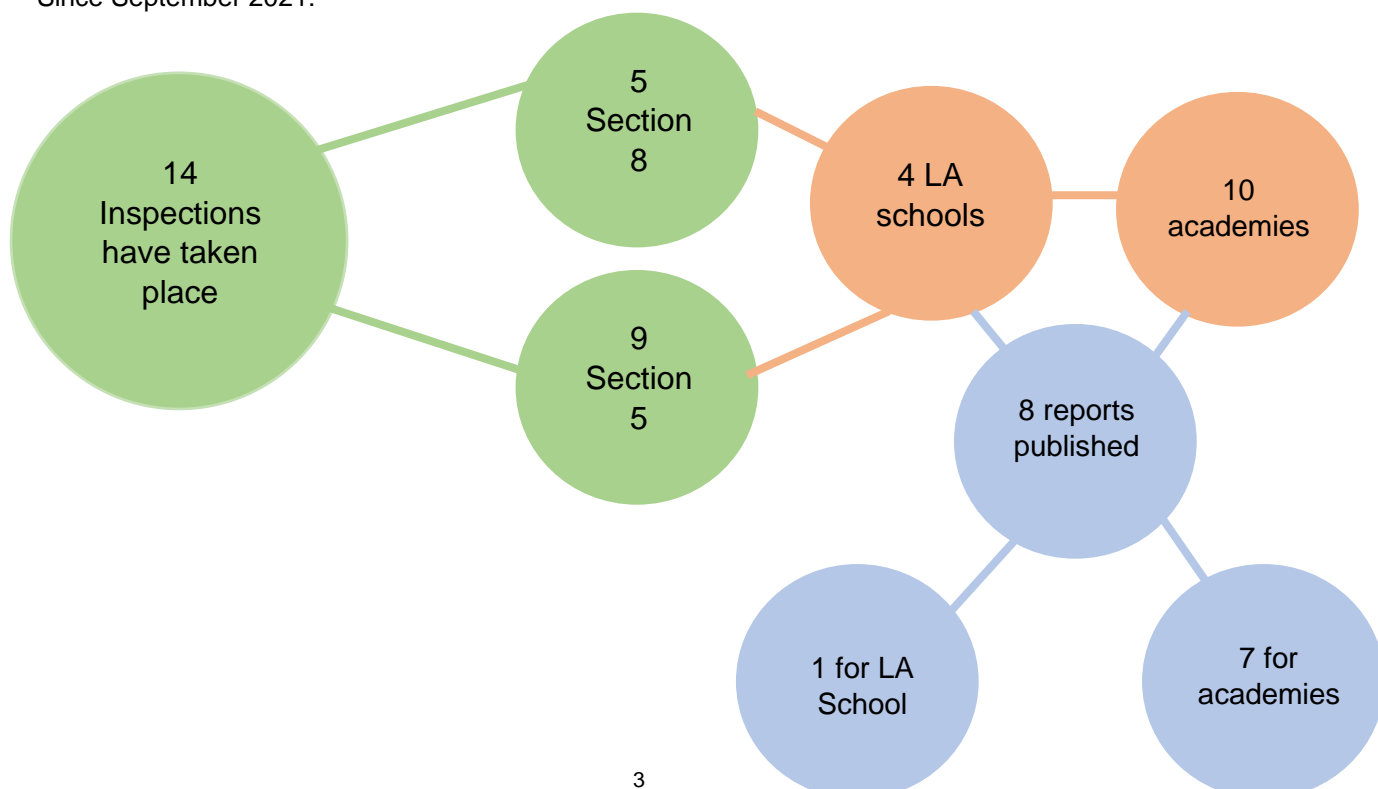 Since September 2021:
14
Inspections
have taken
place
5
Section
8
9
Section
5
4 LA
schools
10
academies
8 reports
published
1 for LA
School
7 for
academies
3